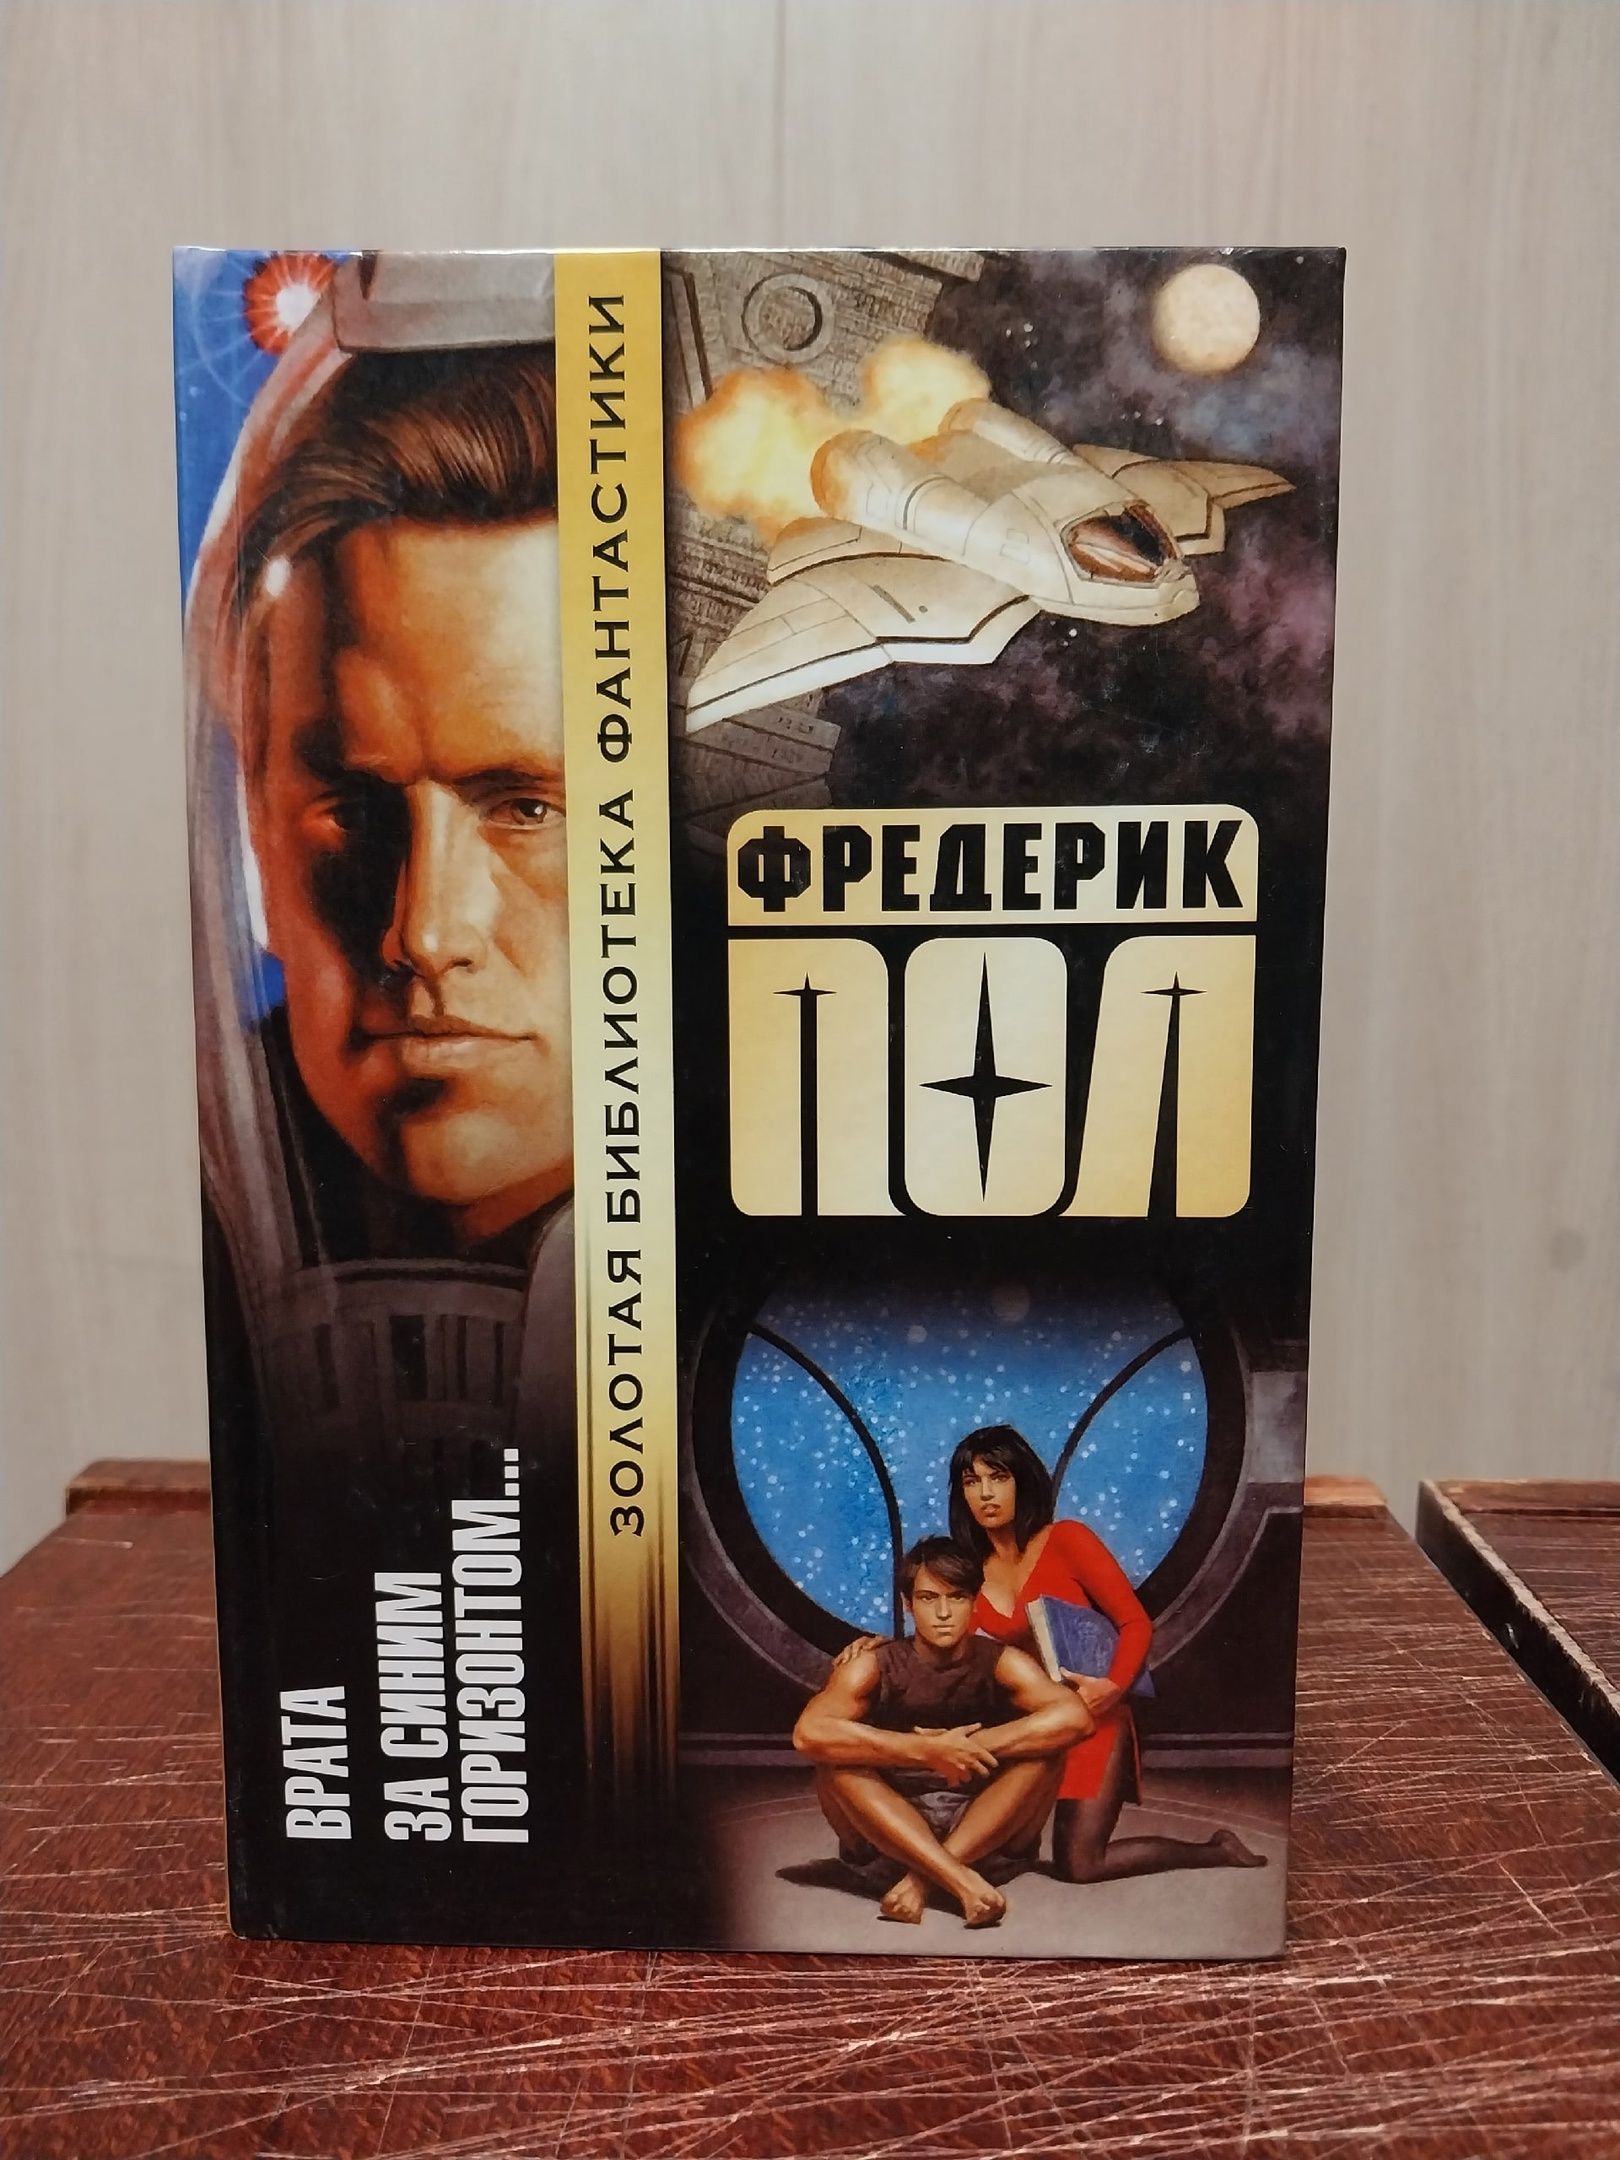 ЗОЛОТАЯ БИБЛИОТЕКА ФАНТАСТИКИ
ФРЕДЕРИК
ПОЛ
ВРАТА
ЗА СИНИМ
ГОРИЗОНТОМ...